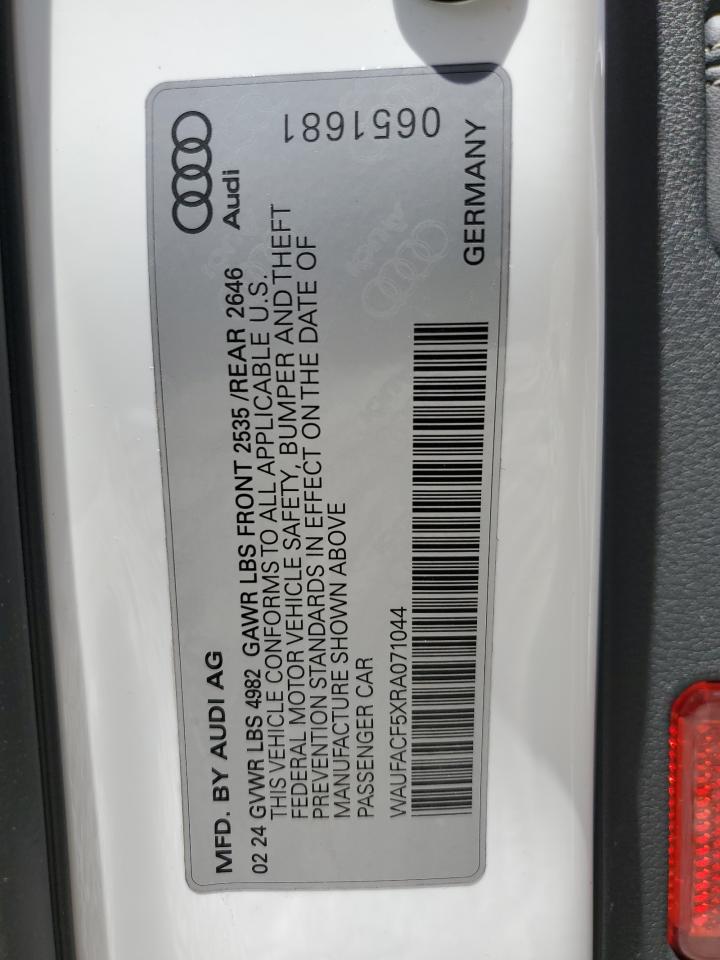 MFD. BY AUDI AG
Audi
02 24 GVWR LBS 4982 GAWR LBS FRONT 2535 /REAR 2646
THIS VEHICLE CONFORMS TO ALL APPLICABLE U.S.
FEDERAL MOTOR VEHICLE SAFETY, BUMPER AND THEFT
PREVENTION STANDARDS IN EFFECT ON THE DATE OF
MANUFACTURE SHOWN ABOVE
PASSENGER CAR
0651681
WAUFACF5XRA071044
GERMANY